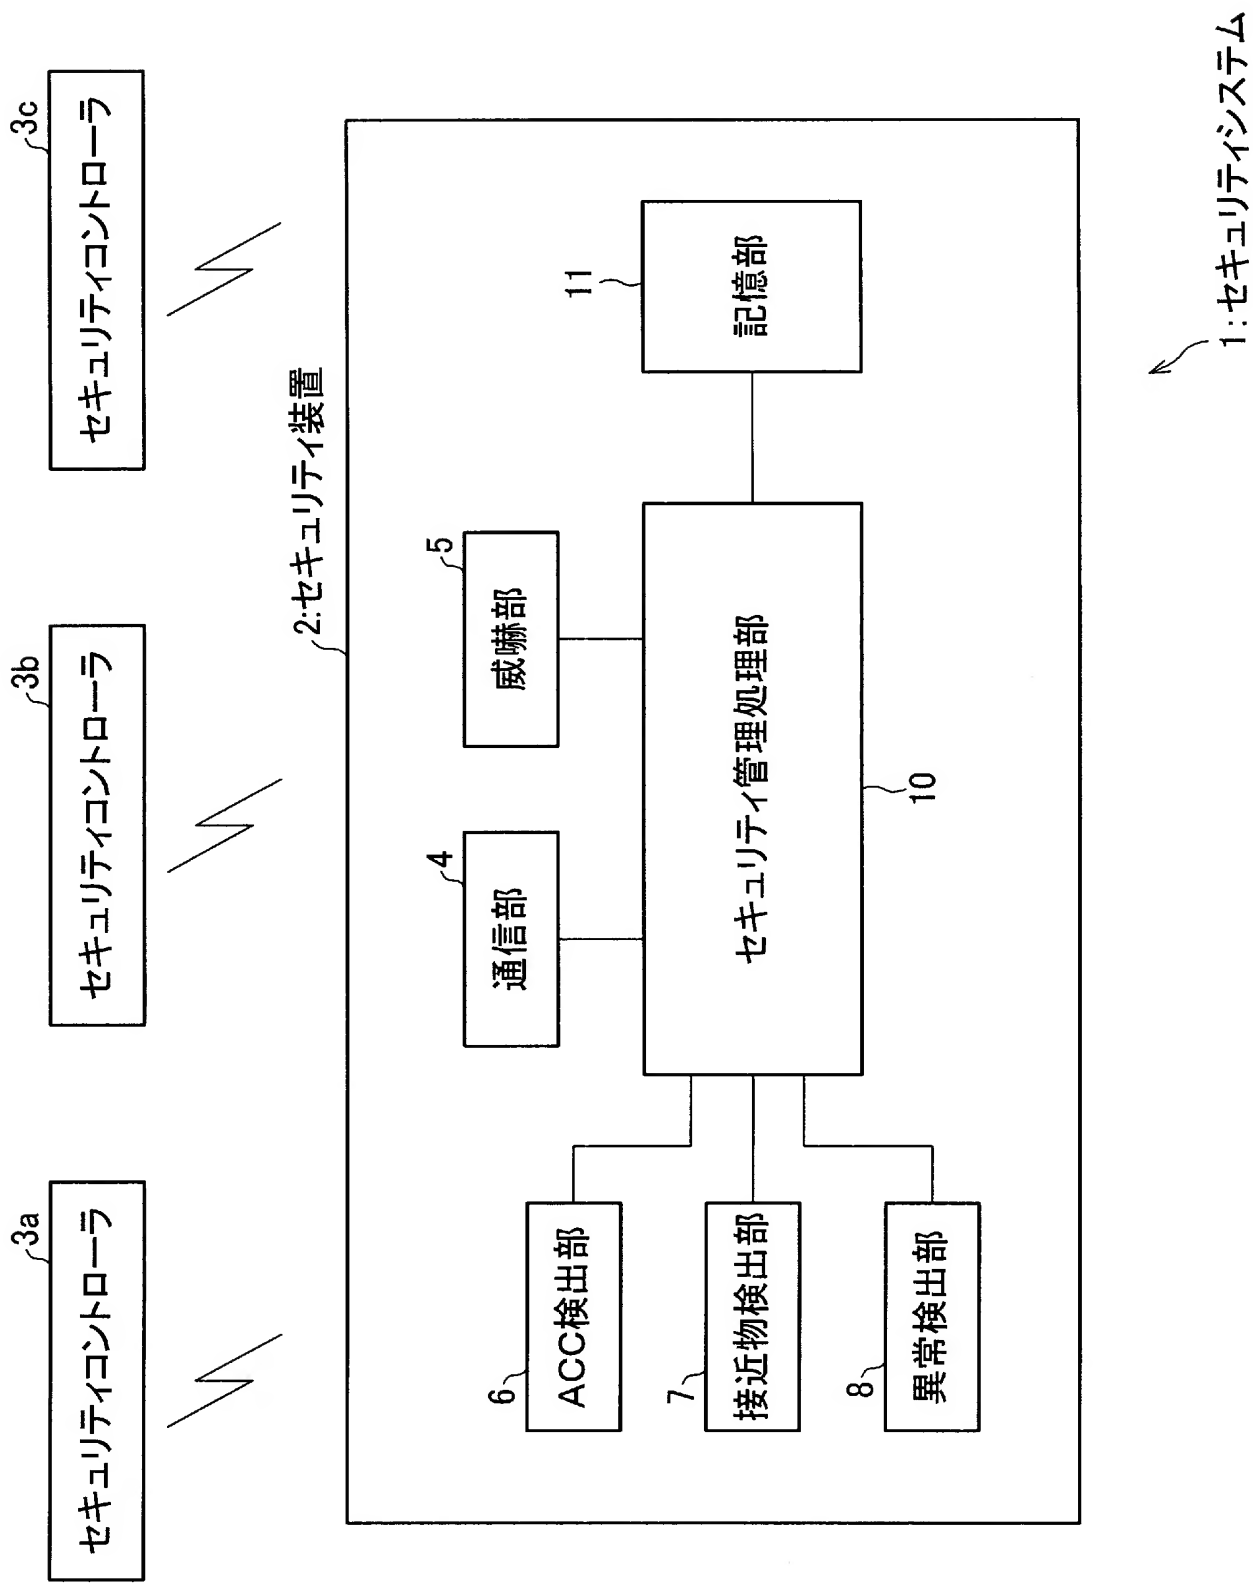 3a
セキュリティコントローラ
3b
セキュリティコントローラ
3c
セキュリティコントローラ
2:セキュリティ装置
4
通信部
5
威嚇部
6
ACC検出部
7
接近物検出部
8
異常検出部
セキュリティ管理処理部
10
11
記憶部
1:セキュリティシステム